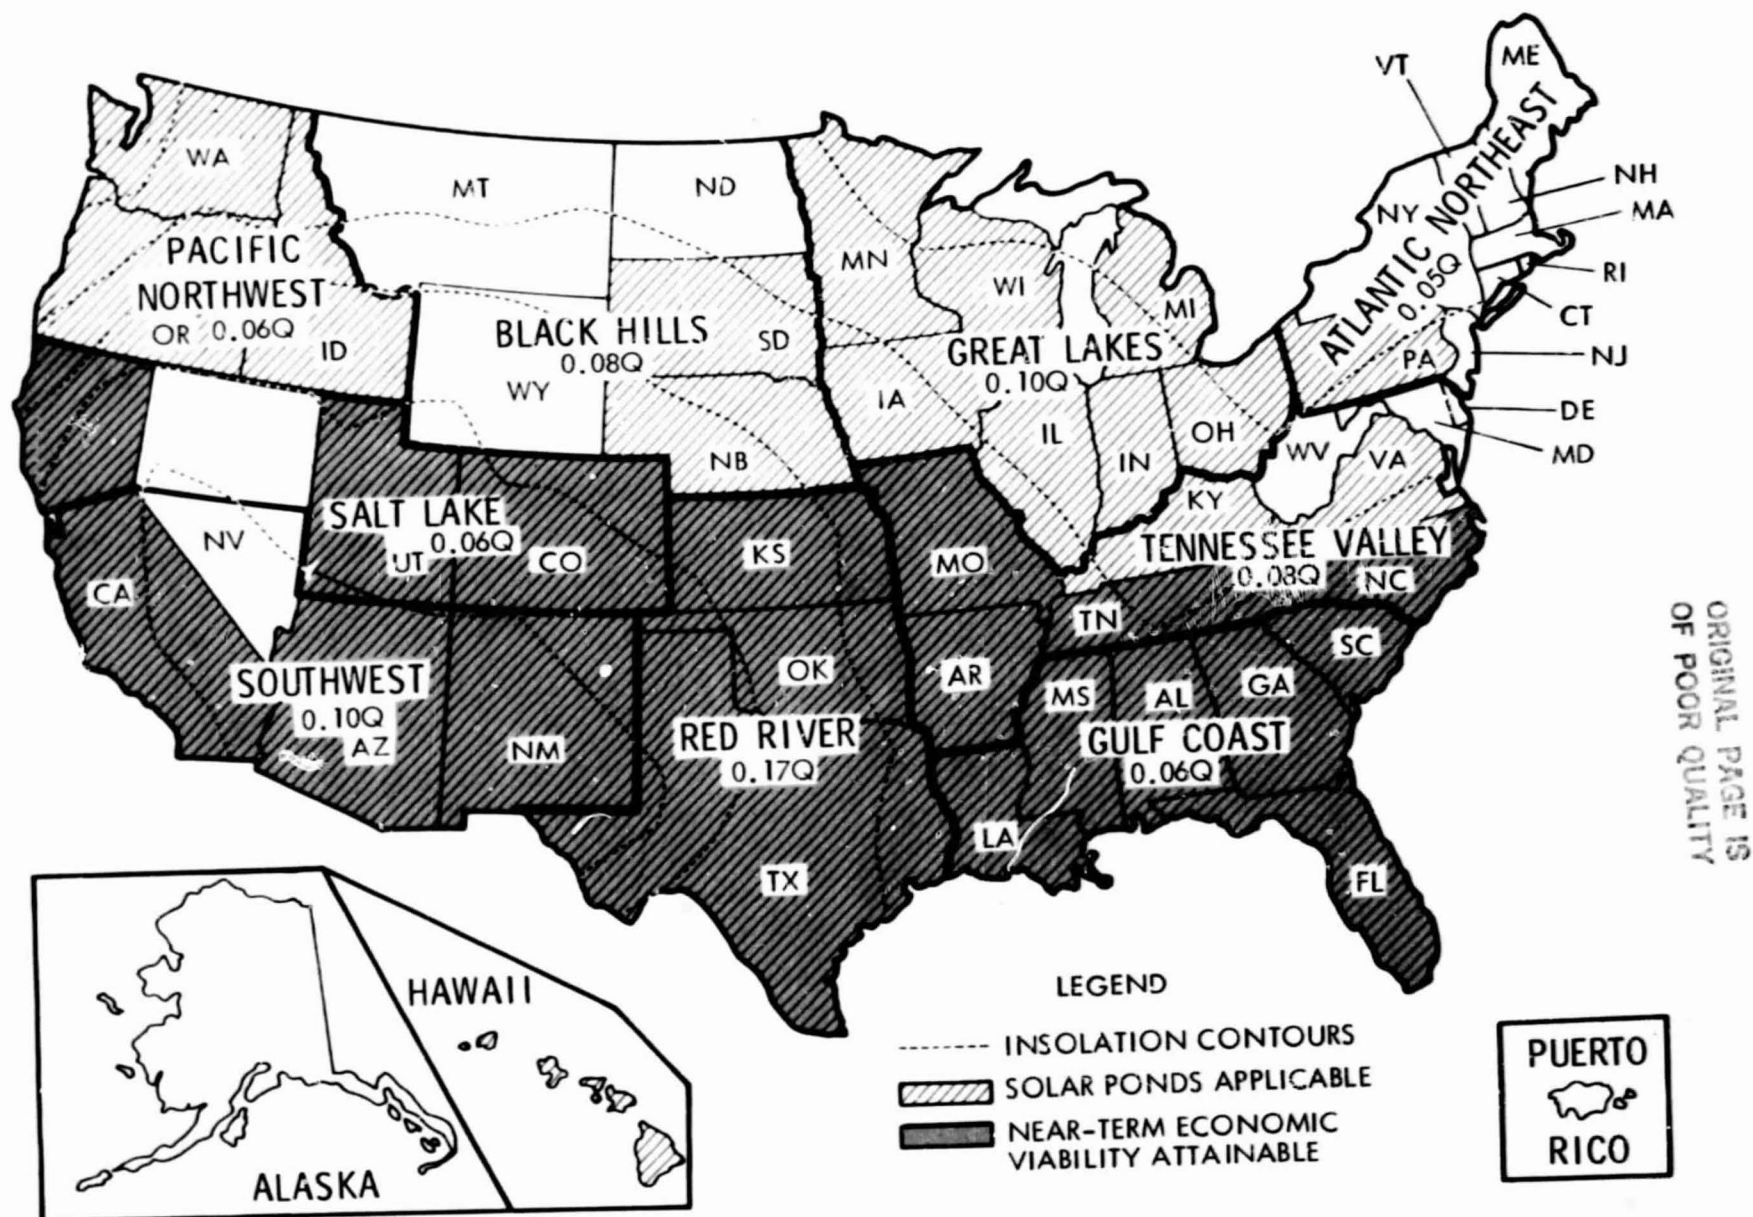 VT
ME
WA
MT
ND
NH
NY
MA
ATLANTIC NORTHEAST
0.05Q
PACIFIC
NORTHWEST
OR 0.06Q
ID
MN
WI
MI
RI
CT
BLACK HILLS
0.08Q
SD
GREAT LAKES
0.10Q
PA
NJ
WY
IA
DE
IL
IN
OH
WV
VA
MD
NB
KY
SALT LAKE
0.06Q
UT
CO
NV
KS
MO
TENNESSEE VALLEY
0.08Q
NC
CA
TN
SC
SOUTHWEST
0.10Q
AZ
NM
OK
AR
MS
AL
GA
RED RIVER
0.17Q
GULF COAST
0.06Q
LA
TX
FL
ORIGINAL PAGE IS
OF POOR QUALITY
HAWAII
ALASKA
LEGEND
INSOLATION CONTOURS
SOLAR PONDS APPLICABLE
NEAR-TERM ECONOMIC
VIABILITY ATTAINABLE
PUERTO
RICO